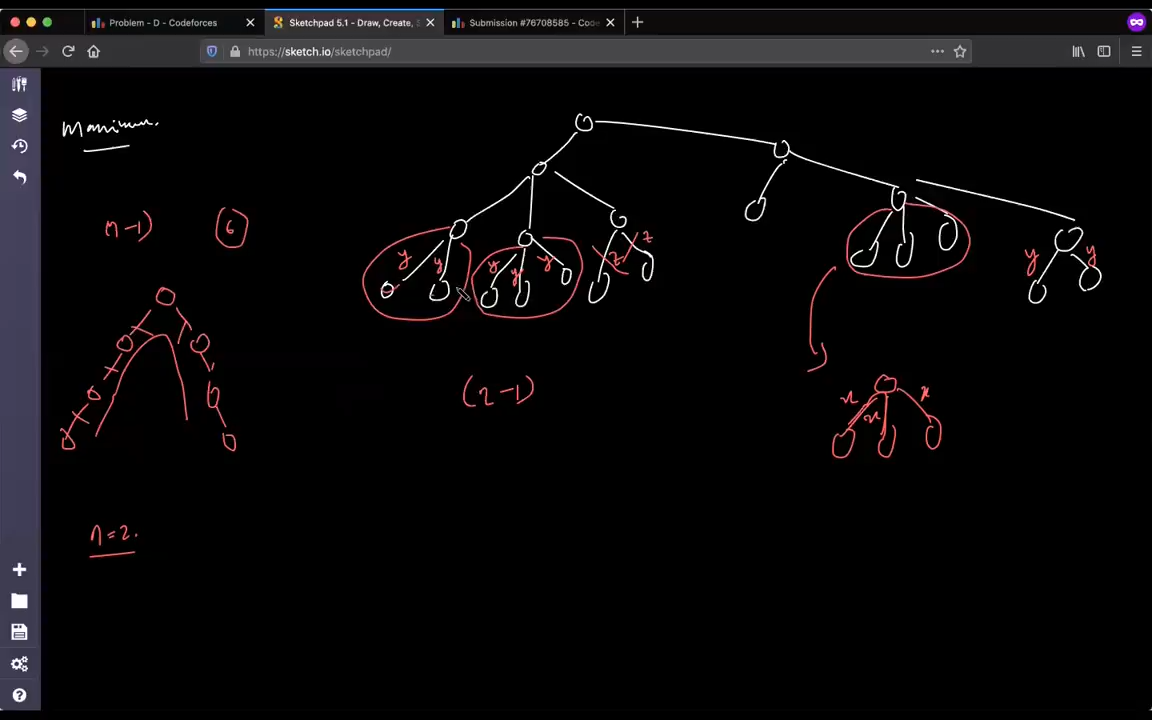 Problem - D - Codeforces
Sketchpad 5.1 - Draw, Create, S
Submission #76708585 - Code
https://sketch.io/sketchpad/
n-1) 6
y y y y y z z
y y
(2-1)
x x x
n=2.